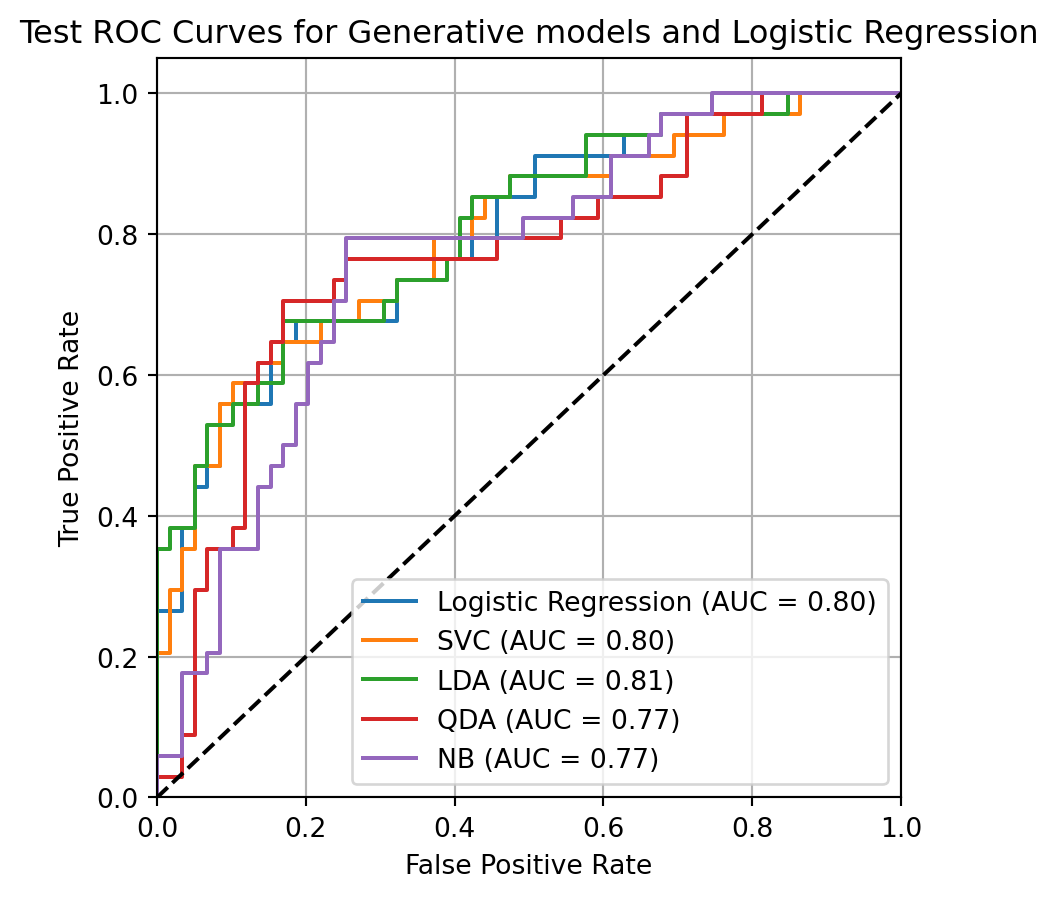 Test ROC Curves for Generative models and Logistic Regression
1.0
0.8
0.6
0.4
0.2
0.0
True Positive Rate
Logistic Regression (AUC = 0.80)
SVC (AUC = 0.80)
LDA (AUC = 0.81)
QDA (AUC = 0.77)
NB (AUC = 0.77)
0.0 0.2 0.4 0.6 0.8 1.0
False Positive Rate